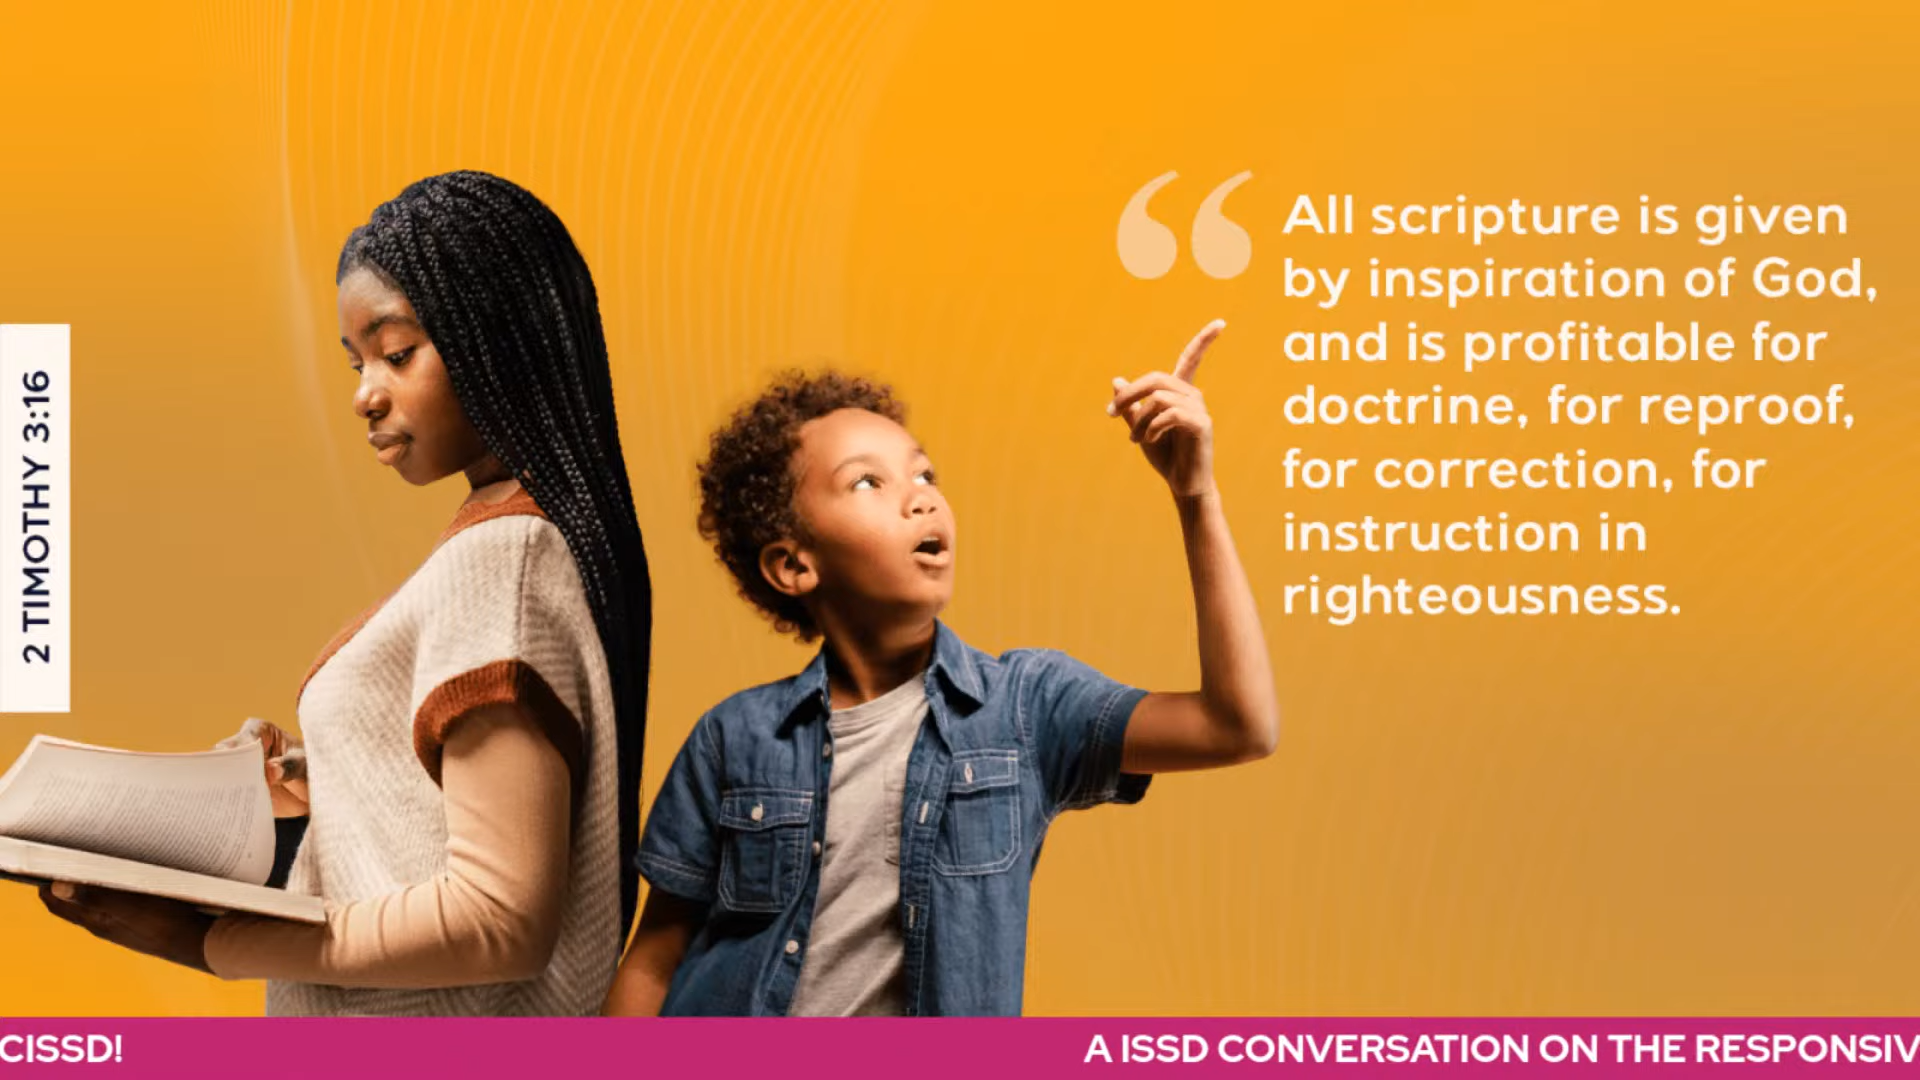 2 TIMOTHY 3:16
“
All scripture is given
by inspiration of God,
and is profitable for
doctrine, for reproof,
for correction, for
instruction in
righteousness.
CISSD!
A ISSD CONVERSATION ON THE RESPONSIV